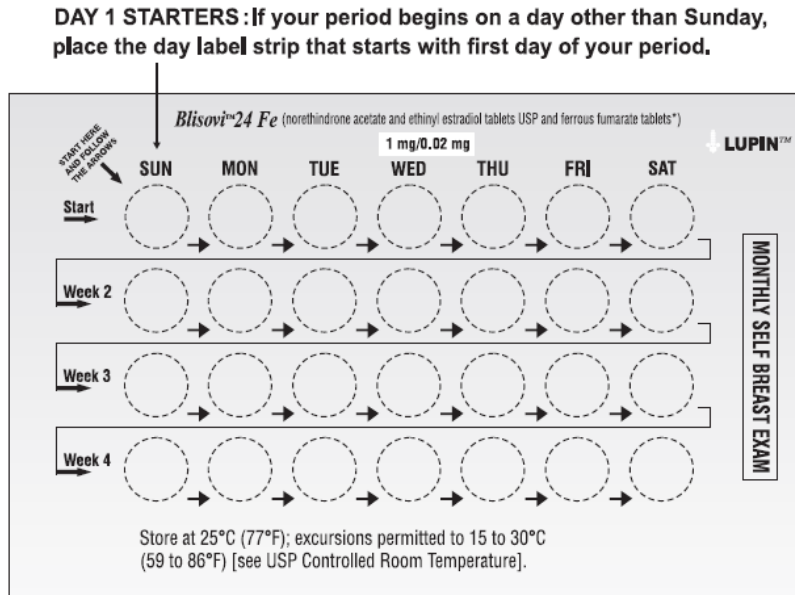 DAY 1 STARTERS: If your period begins on a day other than Sunday,
place the day label strip that starts with first day of your period.
Blisovi™ 24 Fe (norethindrone acetate and ethinyl estradiol tablets USP and ferrous fumarate tablets*)
1 mg/0.02 mg
LUPIN™
START HERE
AND FOLLOW
THE ARROWS
SUN MON TUE WED THU FRI SAT
Start
Week 2
Week 3
Week 4
MONTHLY SELF BREAST EXAM
Store at 25°C (77°F); excursions permitted to 15 to 30°C
(59 to 86°F) [see USP Controlled Room Temperature].